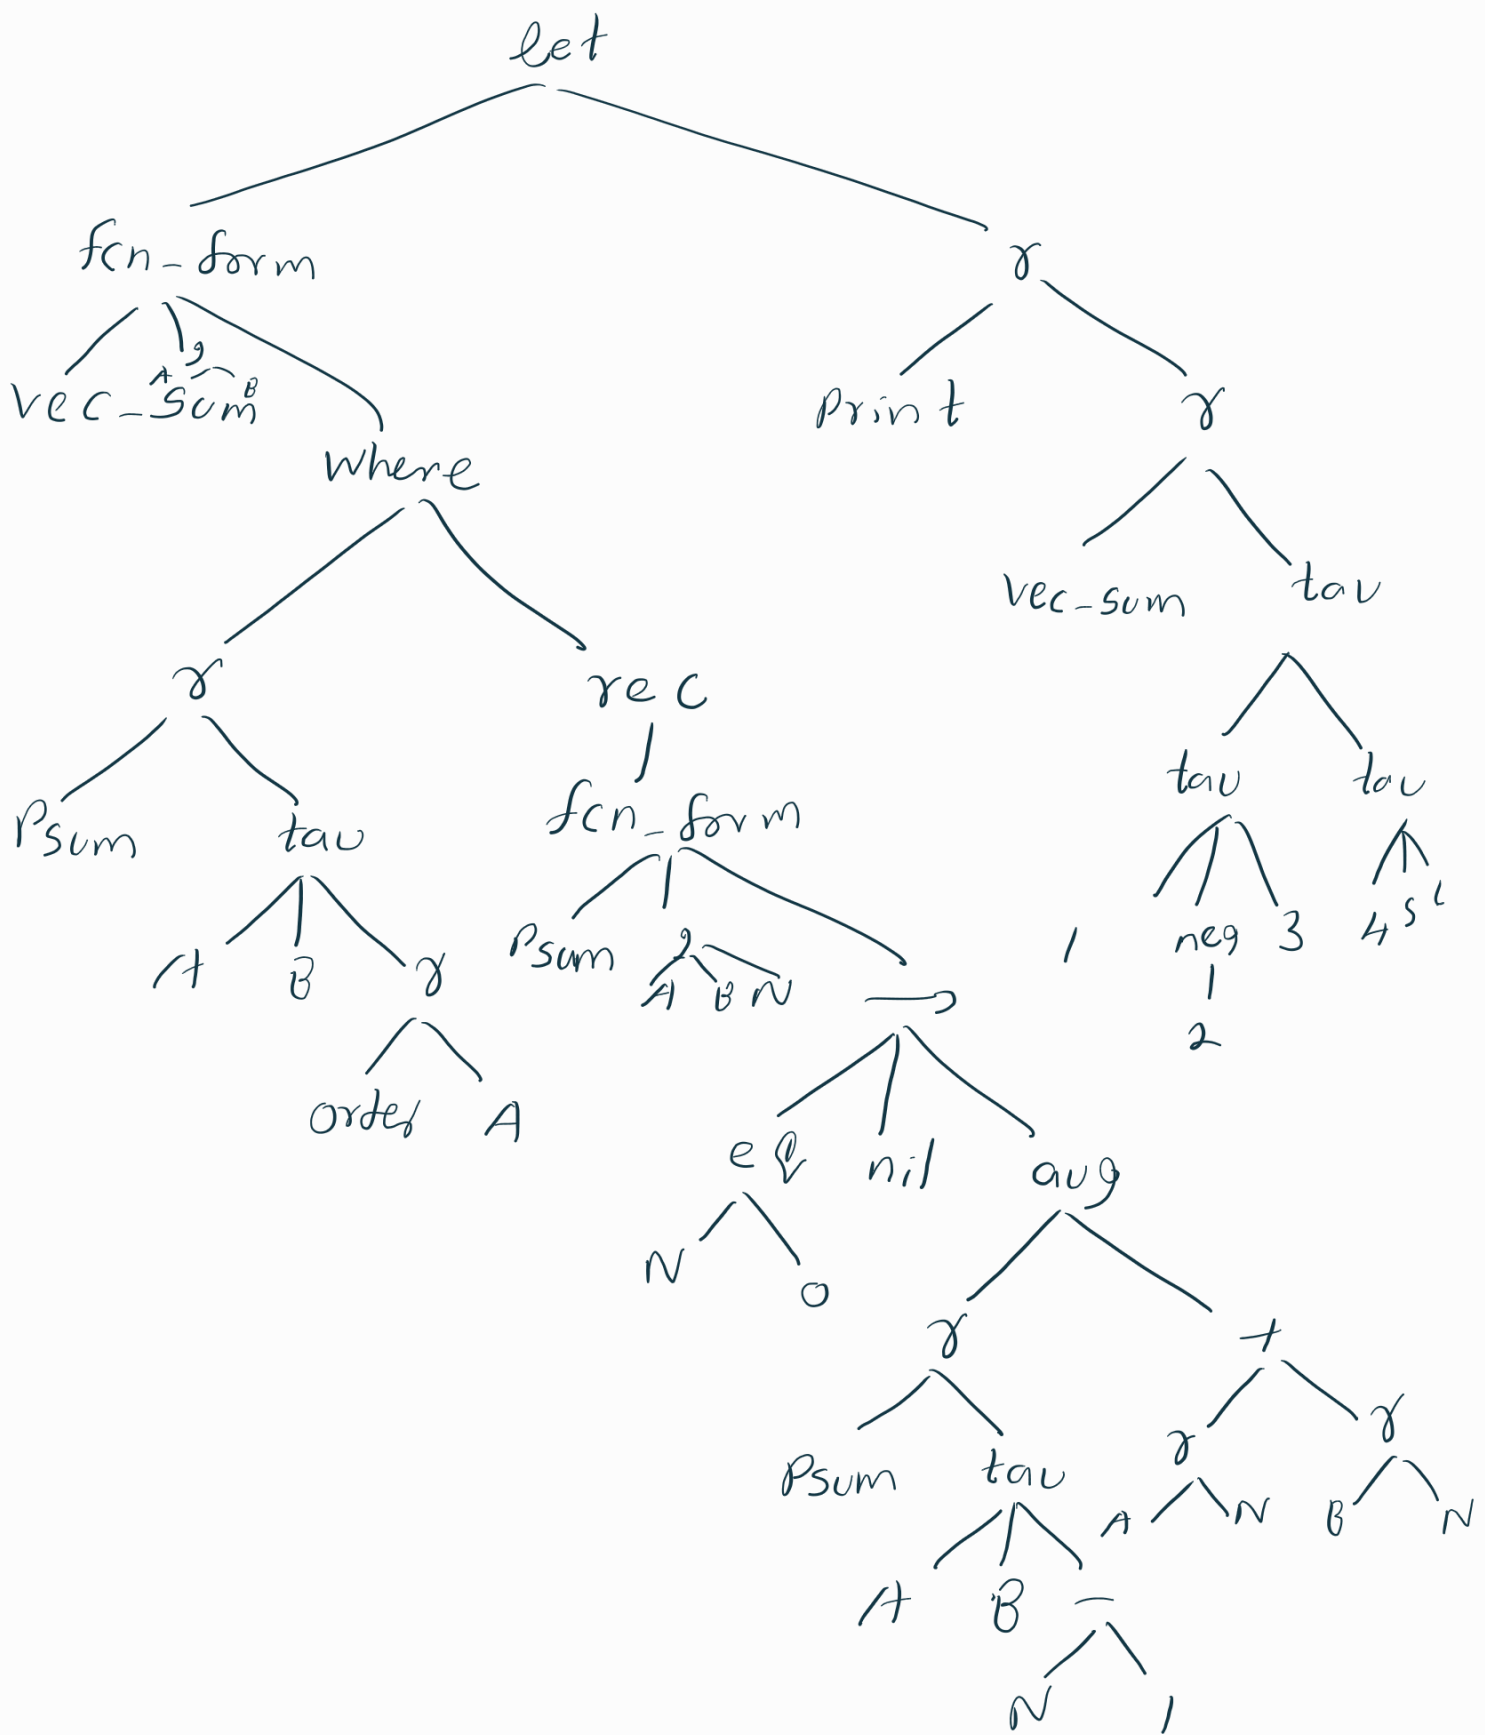 let
fcn_form γ
,
A B
vec_sum print γ
where
vec_sum tau
γ rec
tau tau
Psum tau fcn_form
A B γ Psum , 1 neg 3 4 5
A B N →
2
order A
eq nil aug
N 0
γ +
Psum tau γ γ
A N B N
A B -
N 1